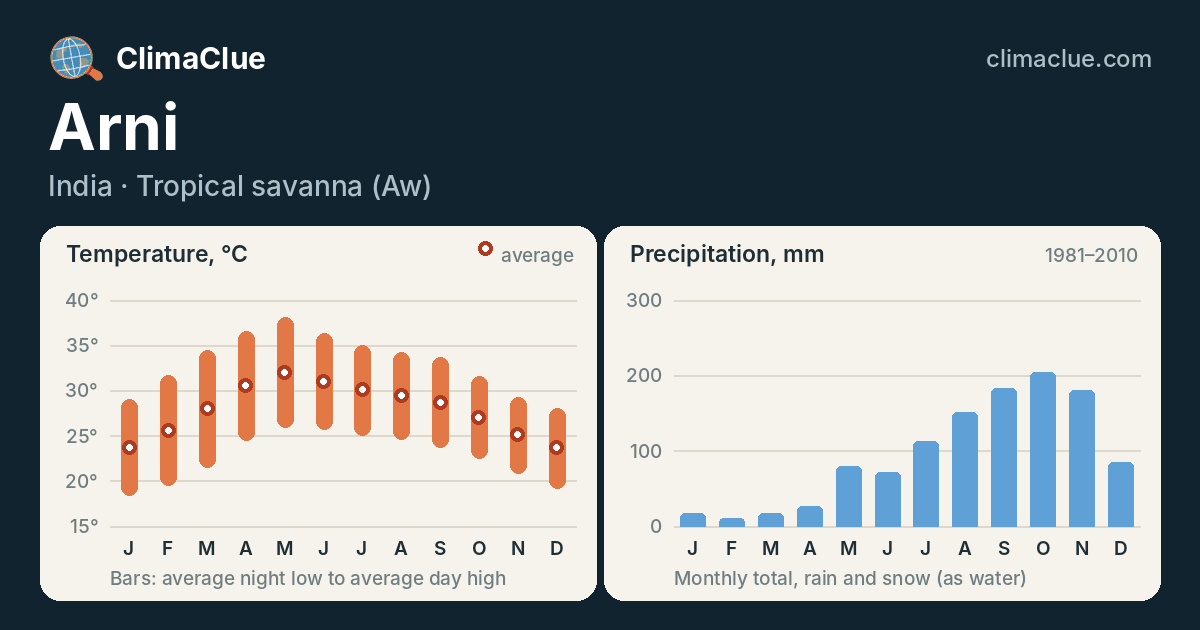 ClimaClue
climaclue.com
Arni
India · Tropical savanna (Aw)
Temperature, °C
average
40°
35°
30°
25°
20°
15°
J F M A M J J A S O N D
Bars: average night low to average day high
Precipitation, mm
1981–2010
300
200
100
0
J F M A M J J A S O N D
Monthly total, rain and snow (as water)